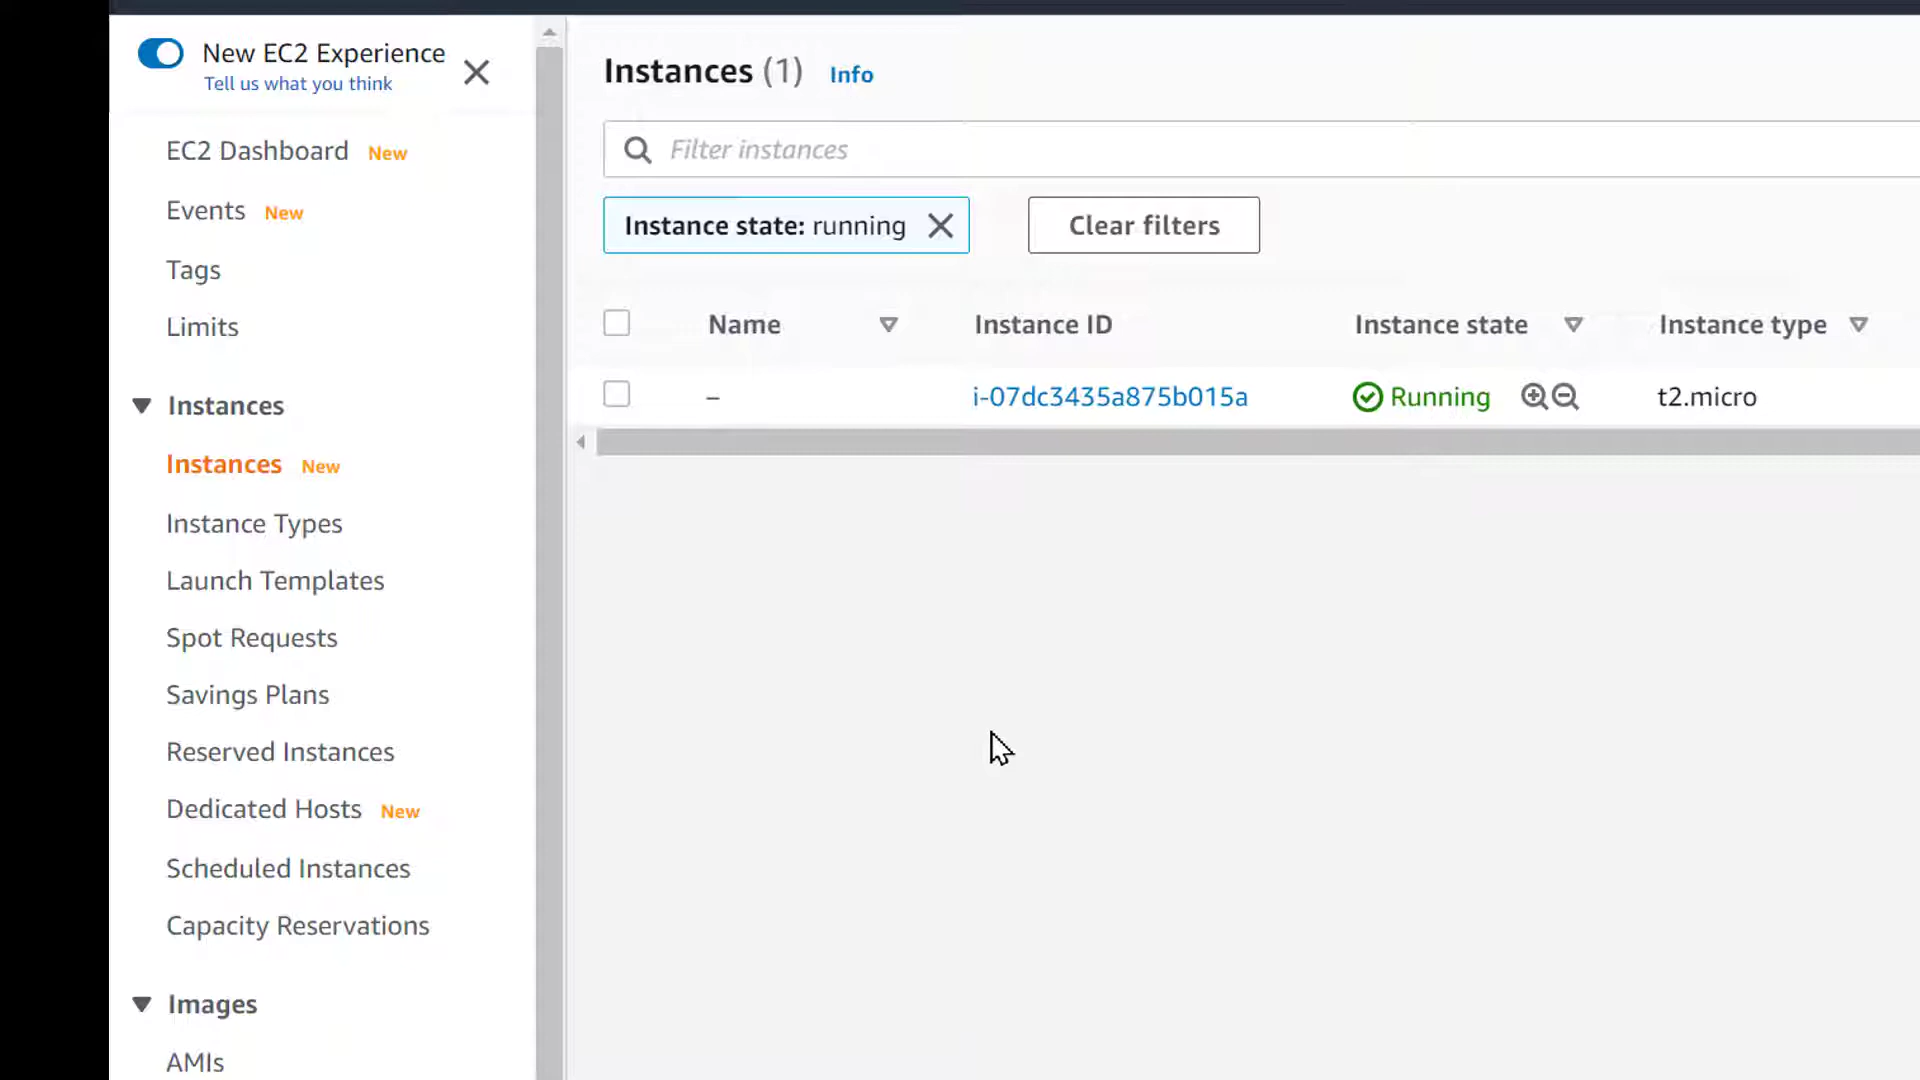 New EC2 Experience
Tell us what you think
EC2 Dashboard New
Events New
Tags
Limits
Instances
Instances New
Instance Types
Launch Templates
Spot Requests
Savings Plans
Reserved Instances
Dedicated Hosts New
Scheduled Instances
Capacity Reservations
Images
AMIs
Instances (1) Info
Filter instances
Instance state: running
Clear filters
Name Instance ID Instance state Instance type
– i-07dc3435a875b015a Running t2.micro